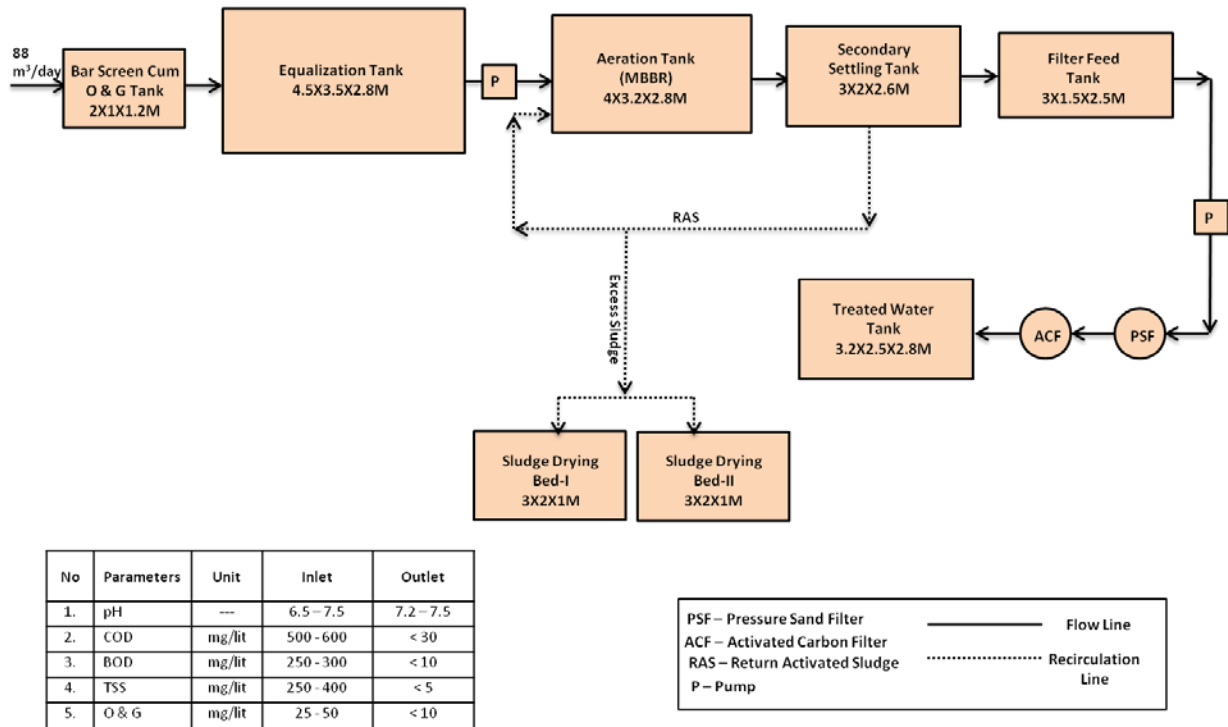 88
m³/day
Bar Screen Cum
O & G Tank
2X1X1.2M
Equalization Tank
4.5X3.5X2.8M
P
Aeration Tank
(MBBR)
4X3.2X2.8M
Secondary
Settling Tank
3X2X2.6M
Filter Feed
Tank
3X1.5X2.5M
P
RAS
Excess Sludge
Treated Water
Tank
3.2X2.5X2.8M
ACF
PSF
Sludge Drying
Bed-I
3X2X1M
Sludge Drying
Bed-II
3X2X1M
No Parameters Unit Inlet Outlet
1. pH --- 6.5 – 7.5 7.2 – 7.5
2. COD mg/lit 500 - 600 < 30
3. BOD mg/lit 250 - 300 < 10
4. TSS mg/lit 250 - 400 < 5
5. O & G mg/lit 25 - 50 < 10
PSF – Pressure Sand Filter
ACF – Activated Carbon Filter
RAS – Return Activated Sludge
P – Pump
Flow Line
Recirculation
Line